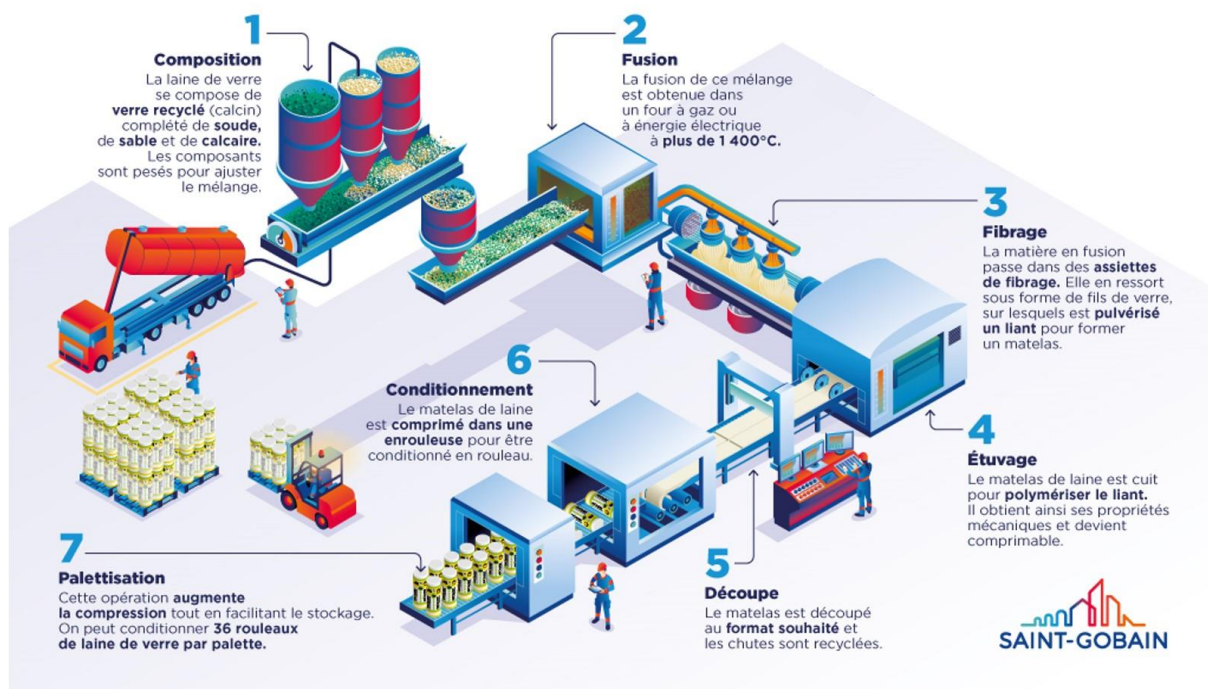 1
Composition
La laine de verre
se compose de
verre recyclé (calcin)
complété de soude,
de sable et de calcaire.
Les composants
sont pesés pour ajuster
le mélange.
2
Fusion
La fusion de ce mélange
est obtenue dans
un four à gaz ou
à énergie électrique
à plus de 1 400°C.
3
Fibrage
La matière en fusion
passe dans des assiettes
de fibrage. Elle en ressort
sous forme de fils de verre,
sur lesquels est pulvérisé
un liant pour former
un matelas.
4
Étuvage
Le matelas de laine est cuit
pour polymériser le liant.
Il obtient ainsi ses propriétés
mécaniques et devient
comprimable.
5
Découpe
Le matelas est découpé
au format souhaité et
les chutes sont recyclées.
6
Conditionnement
Le matelas de laine
est comprimé dans une
enrouleuse pour être
conditionné en rouleau.
7
Palettisation
Cette opération augmente
la compression tout en facilitant le stockage.
On peut conditionner 36 rouleaux
de laine de verre par palette.
SAINT-GOBAIN